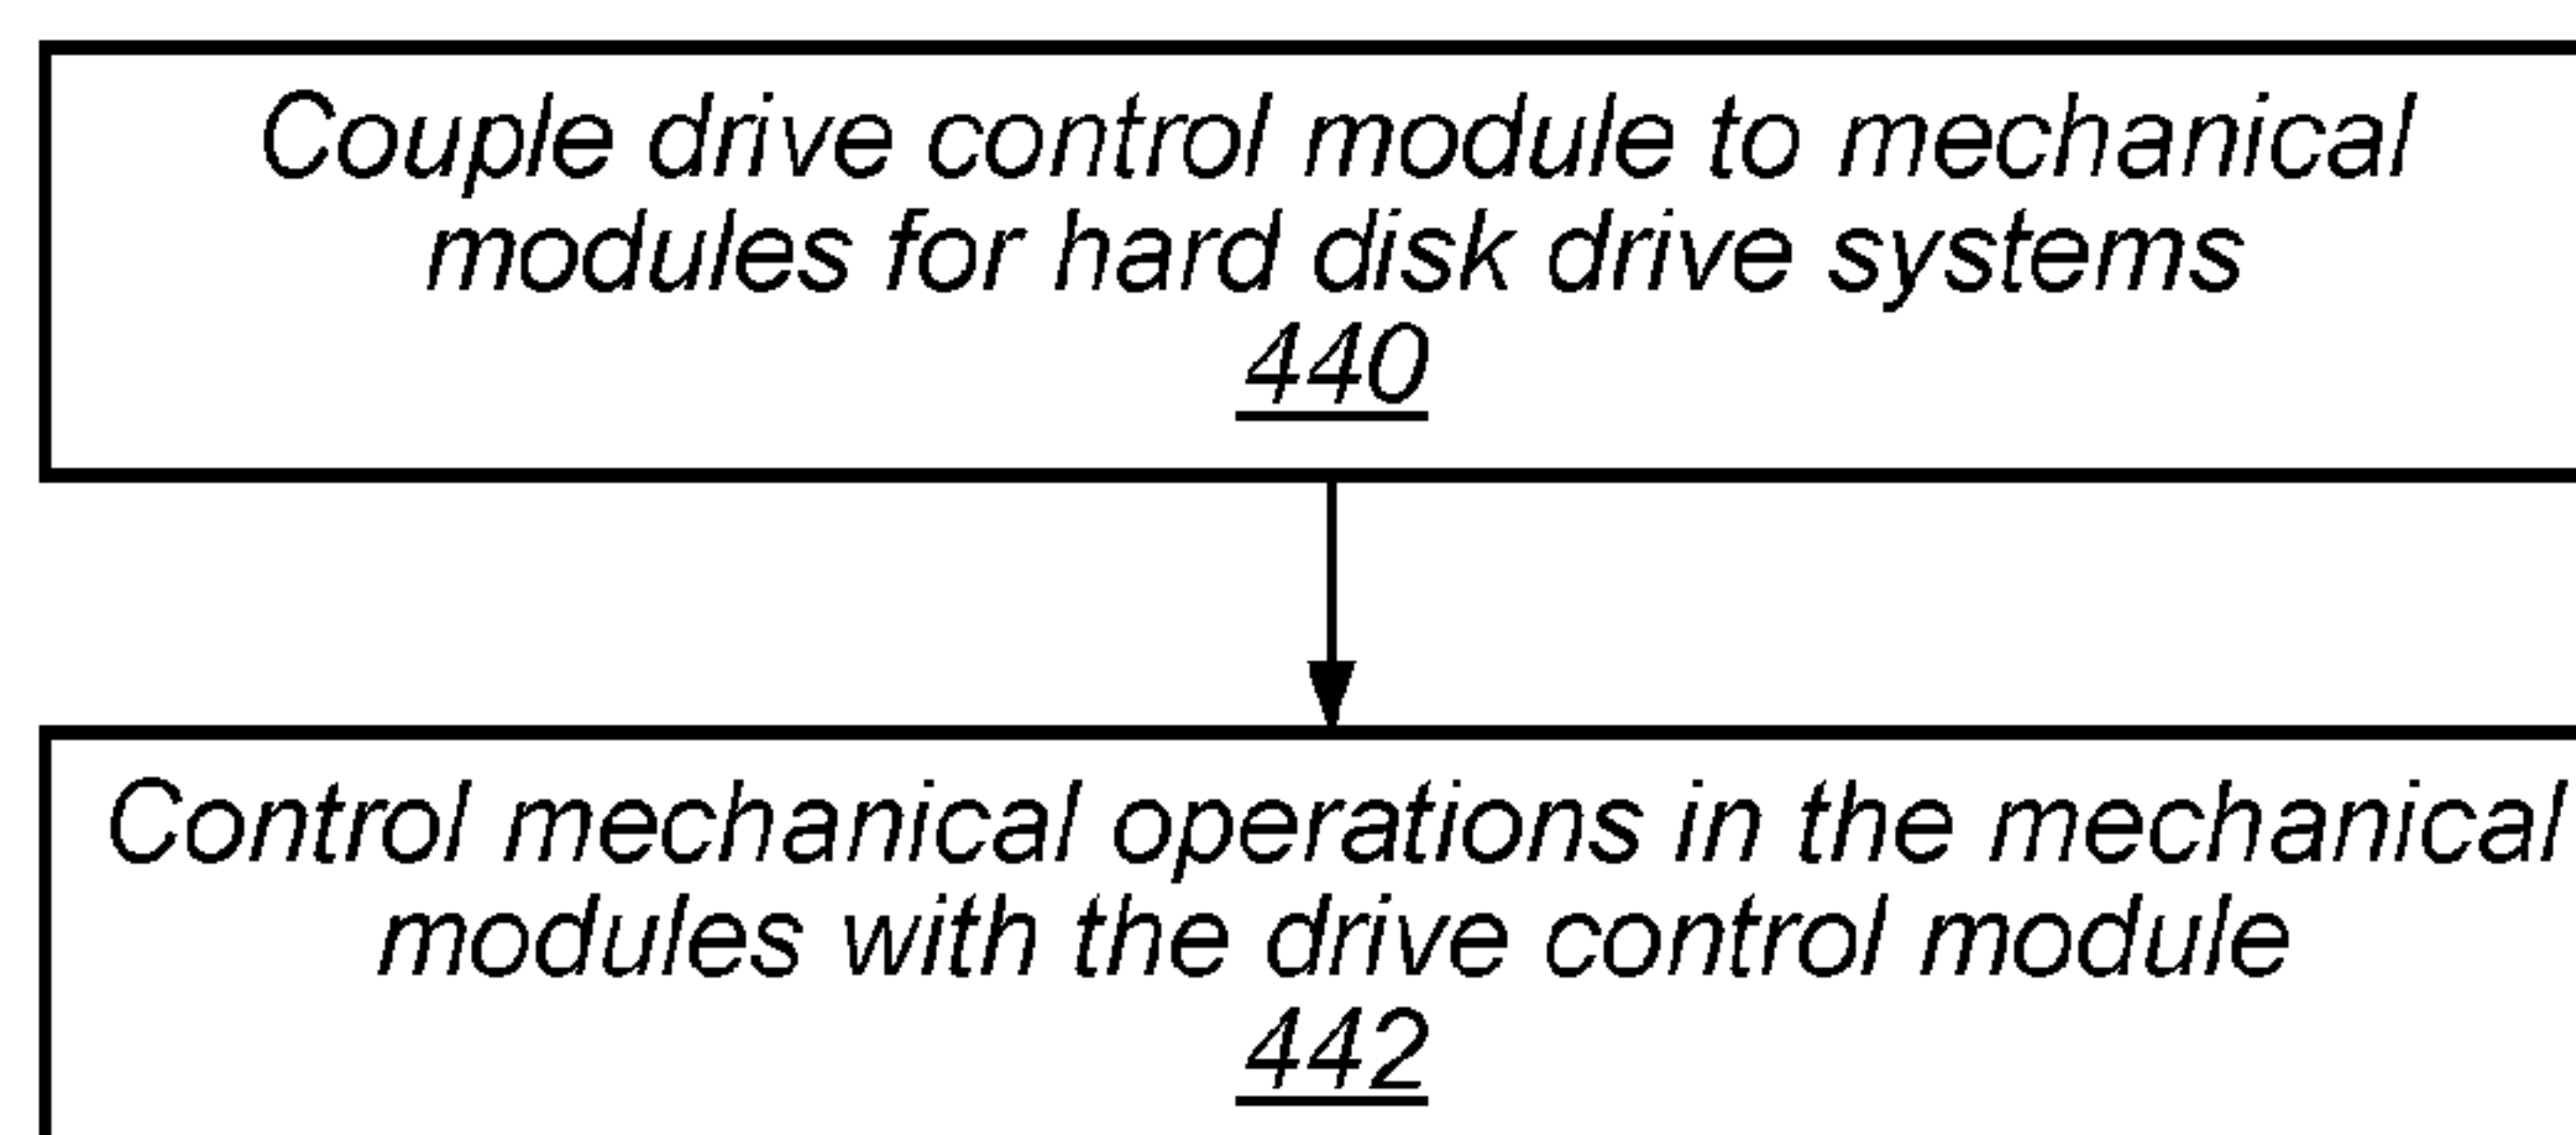 Couple drive control module to mechanical
modules for hard disk drive systems
440
Control mechanical operations in the mechanical
modules with the drive control module
442